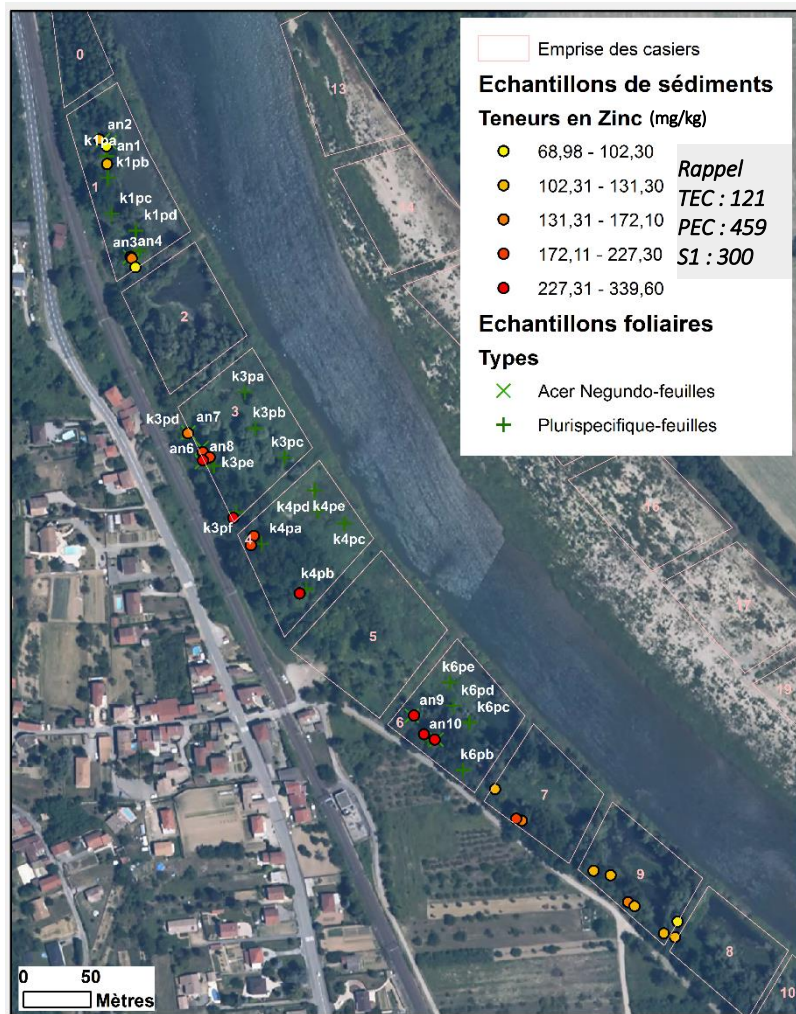 Emprise des casiers
Echantillons de sédiments
Teneurs en Zinc (mg/kg)
68,98 - 102,30
102,31 - 131,30
131,31 - 172,10
172,11 - 227,30
227,31 - 339,60
Rappel
TEC : 121
PEC : 459
S1 : 300
Echantillons foliaires
Types
Acer Negundo-feuilles
Plurispecifique-feuilles
0
13
an2
k1pa
an1
k1pb
1
k1pc
k1pd
an3
an4
2
k3pa
3
k3pb
k3pd
an7
an6
an8
k3pe
k3pc
k3pf
4
k4pa
k4pd
k4pe
k4pc
k4pb
16
17
19
5
k6pe
k6pd
k6pc
an9
6
an10
k6pb
7
9
8
10
0 50
Mètres